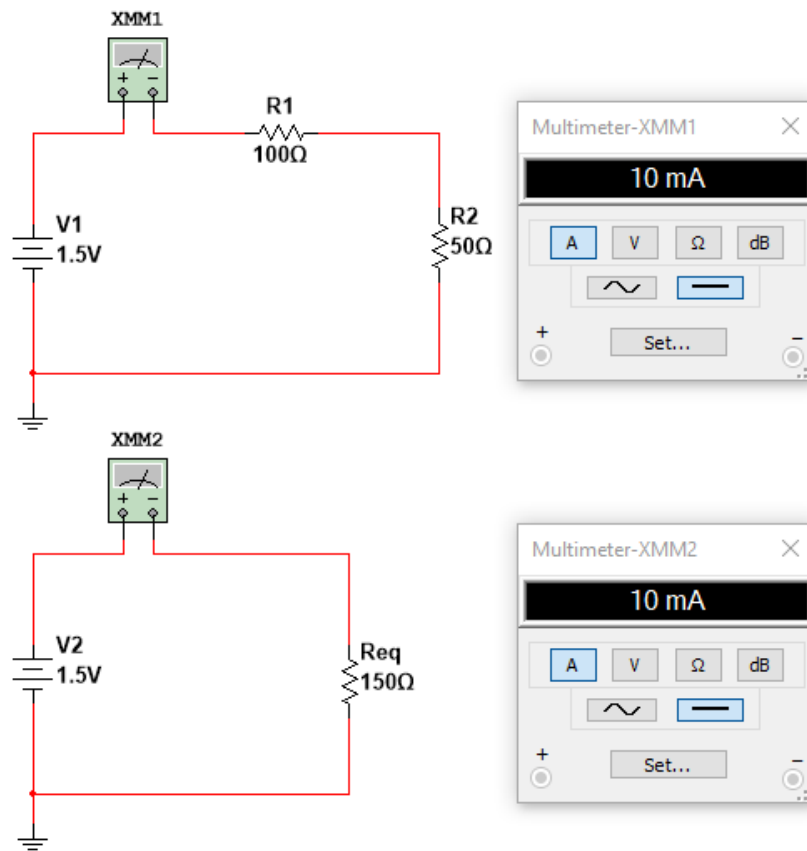 XMM1
+ −
R1
100Ω
V1
1.5V
R2
50Ω
Multimeter-XMM1
10 mA
A V Ω dB
+ −
Set...
XMM2
+ −
V2
1.5V
Req
150Ω
Multimeter-XMM2
10 mA
A V Ω dB
+ −
Set...